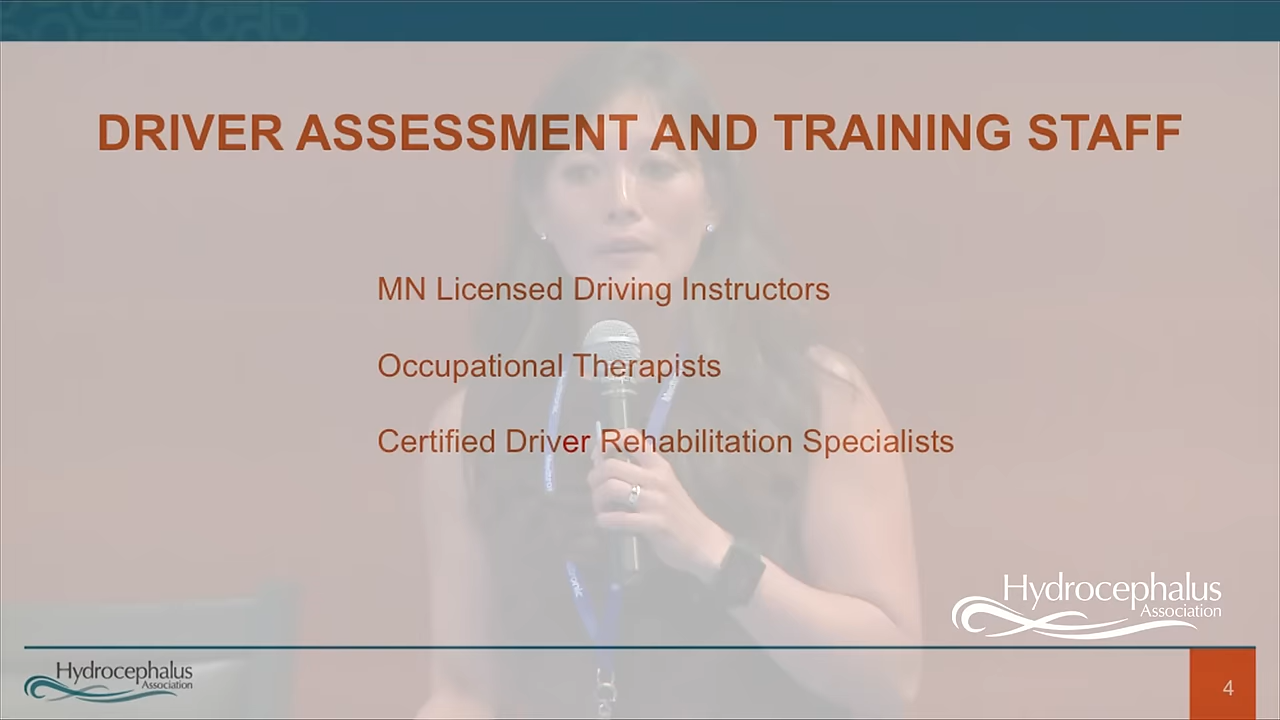 DRIVER ASSESSMENT AND TRAINING STAFF
MN Licensed Driving Instructors
Occupational Therapists
Certified Driver Rehabilitation Specialists
Hydrocephalus
Association
Hydrocephalus
Association
4